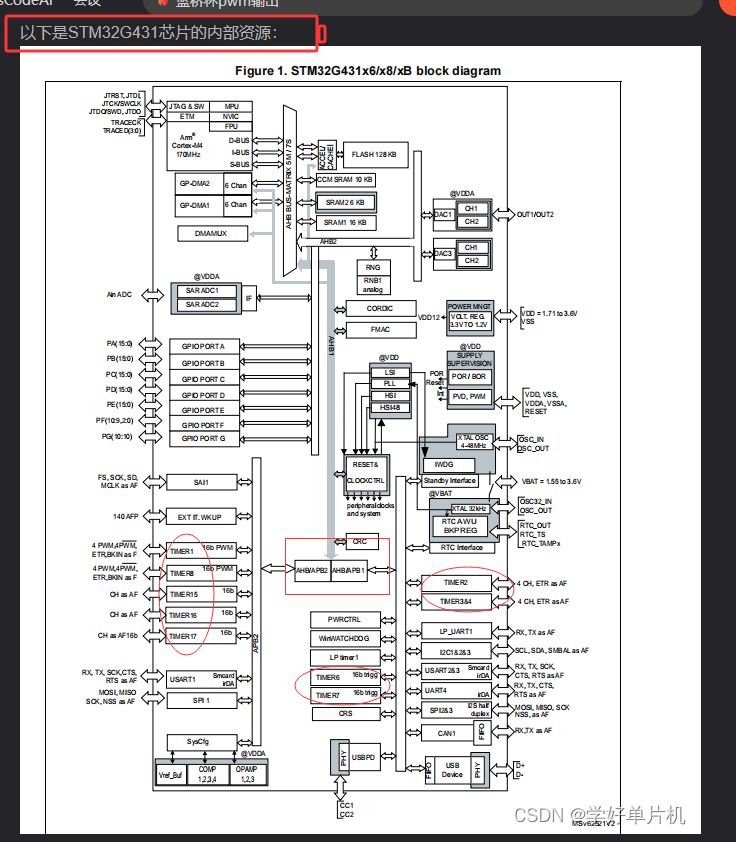 蓝桥杯pwm输出
以下是STM32G431芯片的内部资源:
Figure 1. STM32G431x6/x8/xB block diagram
JTRST, JTDI,
JTCK/SWCLK
JTDO/SWD, JTDO
TRACECK
TRACED(3:0)
JTAG & SW
MPU
ETM
NVIC
FPU
Arm®
Cortex-M4
170MHz
D-BUS
I-BUS
S-BUS
GP-DMA2
6 Chan
GP-DMA1
6 Chan
DMAMUX
AHB BUS-MATRIX 5M / 7S
ACCEL/
CACHE
FLASH 128 KB
CCM SRAM 10 KB
SRAM2 6 KB
SRAM1 16 KB
AHB2
@VDDA
DAC1
CH1
CH2
OUT1/OUT2
DAC3
CH1
CH2
RNG
RNB1
analog
@VDDA
Ain ADC
SAR ADC1
SAR ADC2
IF
CORDIC
FMAC
AHB1
VDD12
POWER MNGT
VOLT. REG.
3.3V TO 1.2V
VDD = 1.71 to 3.6V
VSS
@VDD
SUPPLY
SUPERVISION
POR
Reset
Int
POR / BOR
PVD, PWM
VDD, VSS,
VDDA, VSSA,
RESET
PA(15:0)
GPIO PORT A
PB(15:0)
GPIO PORT B
PC(15:0)
GPIO PORT C
PD(15:0)
GPIO PORT D
PE(15:0)
GPIO PORT E
PF(10:9,2:0)
GPIO PORT F
PG(10:10)
GPIO PORT G
@VDD
LSI
PLL
HSI
HSI48
XTAL OSC
4-48MHz
OSC_IN
OSC_OUT
IWDG
Standby Interface
RESET&
CLOCKCTRL
peripheral clocks
and system
VBAT = 1.55 to 3.6V
@VBAT
XTAL 32kHz
OSC32_IN
OSC_OUT
RTC AWU
BKPREG
RTC_OUT
RTC_TS
RTC_TAMPx
RTC Interface
FS, SCK, SD,
MCLK as AF
SAI1
140 AFP
EXT IT. WKUP
CRC
4 PWM,4PWM,
ETR,BKIN as F
TIMER1
16b PWM
4 PWM,4PWM,
ETR,BKIN as F
TIMER8
16b PWM
CH as AF
TIMER15
16b
CH as AF
TIMER16
16b
CH as AF16b
TIMER17
16b
APB2
AHB/APB2
AHB/APB1
TIMER2
4 CH, ETR as AF
TIMER3&4
4 CH, ETR as AF
PWRCTRL
WinWATCHDOG
LP timer1
TIMER6
16b trigg
TIMER7
16b trigg
CRS
LP_UART1
RX, TX as AF
I2C1&2&3
SCL, SDA, SMBAL as AF
USART2&3
Smcard
irDA
RX, TX, SCK,
CTS, RTS as AF
UART4
RX, TX, CTS,
RTS as AF
SPI2&3
I2S half
duplex
MOSI, MISO, SCK
NSS, as AF
CAN1
FIFO
RX,TX as AF
RX, TX, SCK,CTS,
RTS as AF
USART1
Smcard
irDA
MOSI, MISO
SCK, NSS as AF
SPI 1
SysCfg
@VDDA
Vref_Buf
COMP
1,2,3,4
OPAMP
1,2,3
PHY
USBPD
CC1
CC2
FIFO
USB
Device
PHY
D+
D-
CSDN @学好单片机